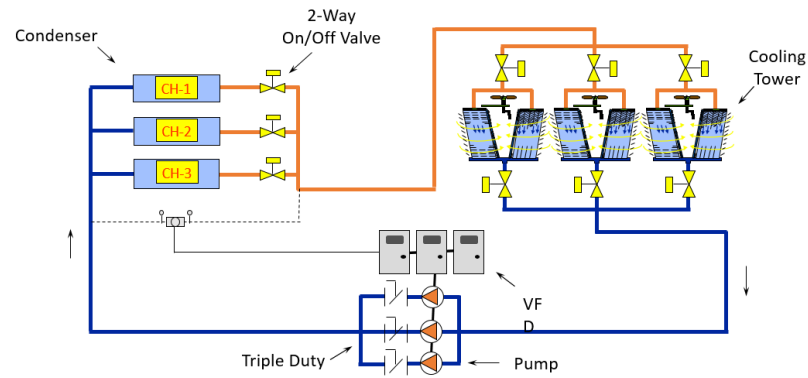 2-Way
On/Off Valve
Condenser
CH-1
CH-2
CH-3
Cooling
Tower
VF
D
Triple Duty
Pump